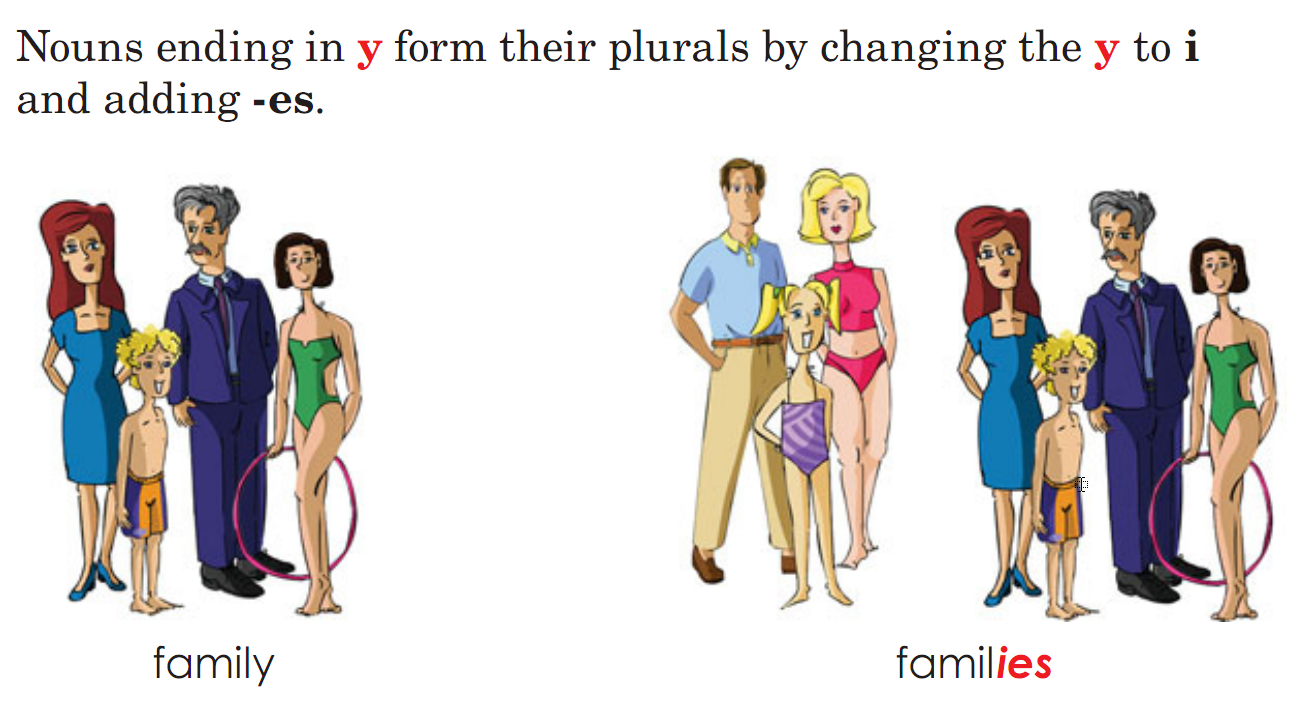 Nouns ending in y form their plurals by changing the y to i
and adding -es.
family
families